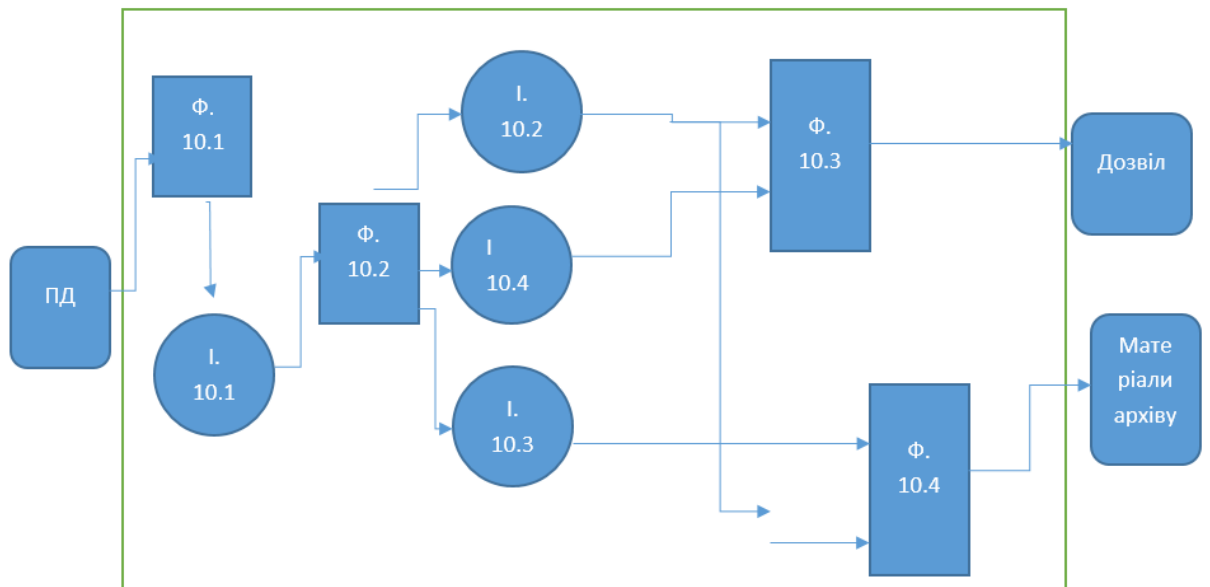 Ф.
10.1
І.
10.2
Ф.
10.3
Дозвіл
ПД
Ф.
10.2
І
10.4
І.
10.1
І.
10.3
Мате
ріали
архіву
Ф.
10.4